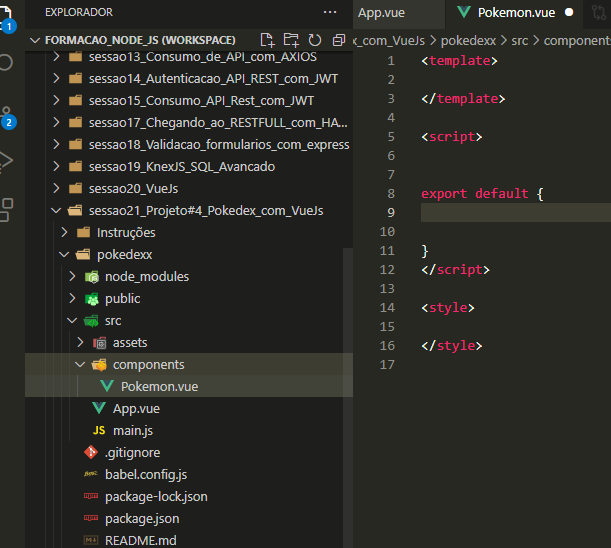 EXPLORADOR
FORMACAO_NODE_JS (WORKSPACE)
sessao13_Consumo_de_API_com_AXIOS
sessao14_Autenticacao_API_REST_com_JWT
sessao15_Consumo_API_Rest_com_JWT
sessao17_Chegando_ao_RESTFULL_com_HA...
sessao18_Validacao_formularios_com_express
sessao19_KnexJS_SQL_Avancado
sessao20_VueJs
sessao21_Projeto#4_Pokedex_com_VueJs
Instruções
pokedexx
node_modules
public
src
assets
components
Pokemon.vue
App.vue
JS main.js
.gitignore
babel.config.js
package-lock.json
package.json
README.md
1
2
App.vue
Pokemon.vue
x_com_VueJs > pokedexx > src > component
1 <template>
2
3 </template>
4
5 <script>
6
7
8 export default {
9
10
11 }
12 </script>
13
14 <style>
15
16 </style>
17